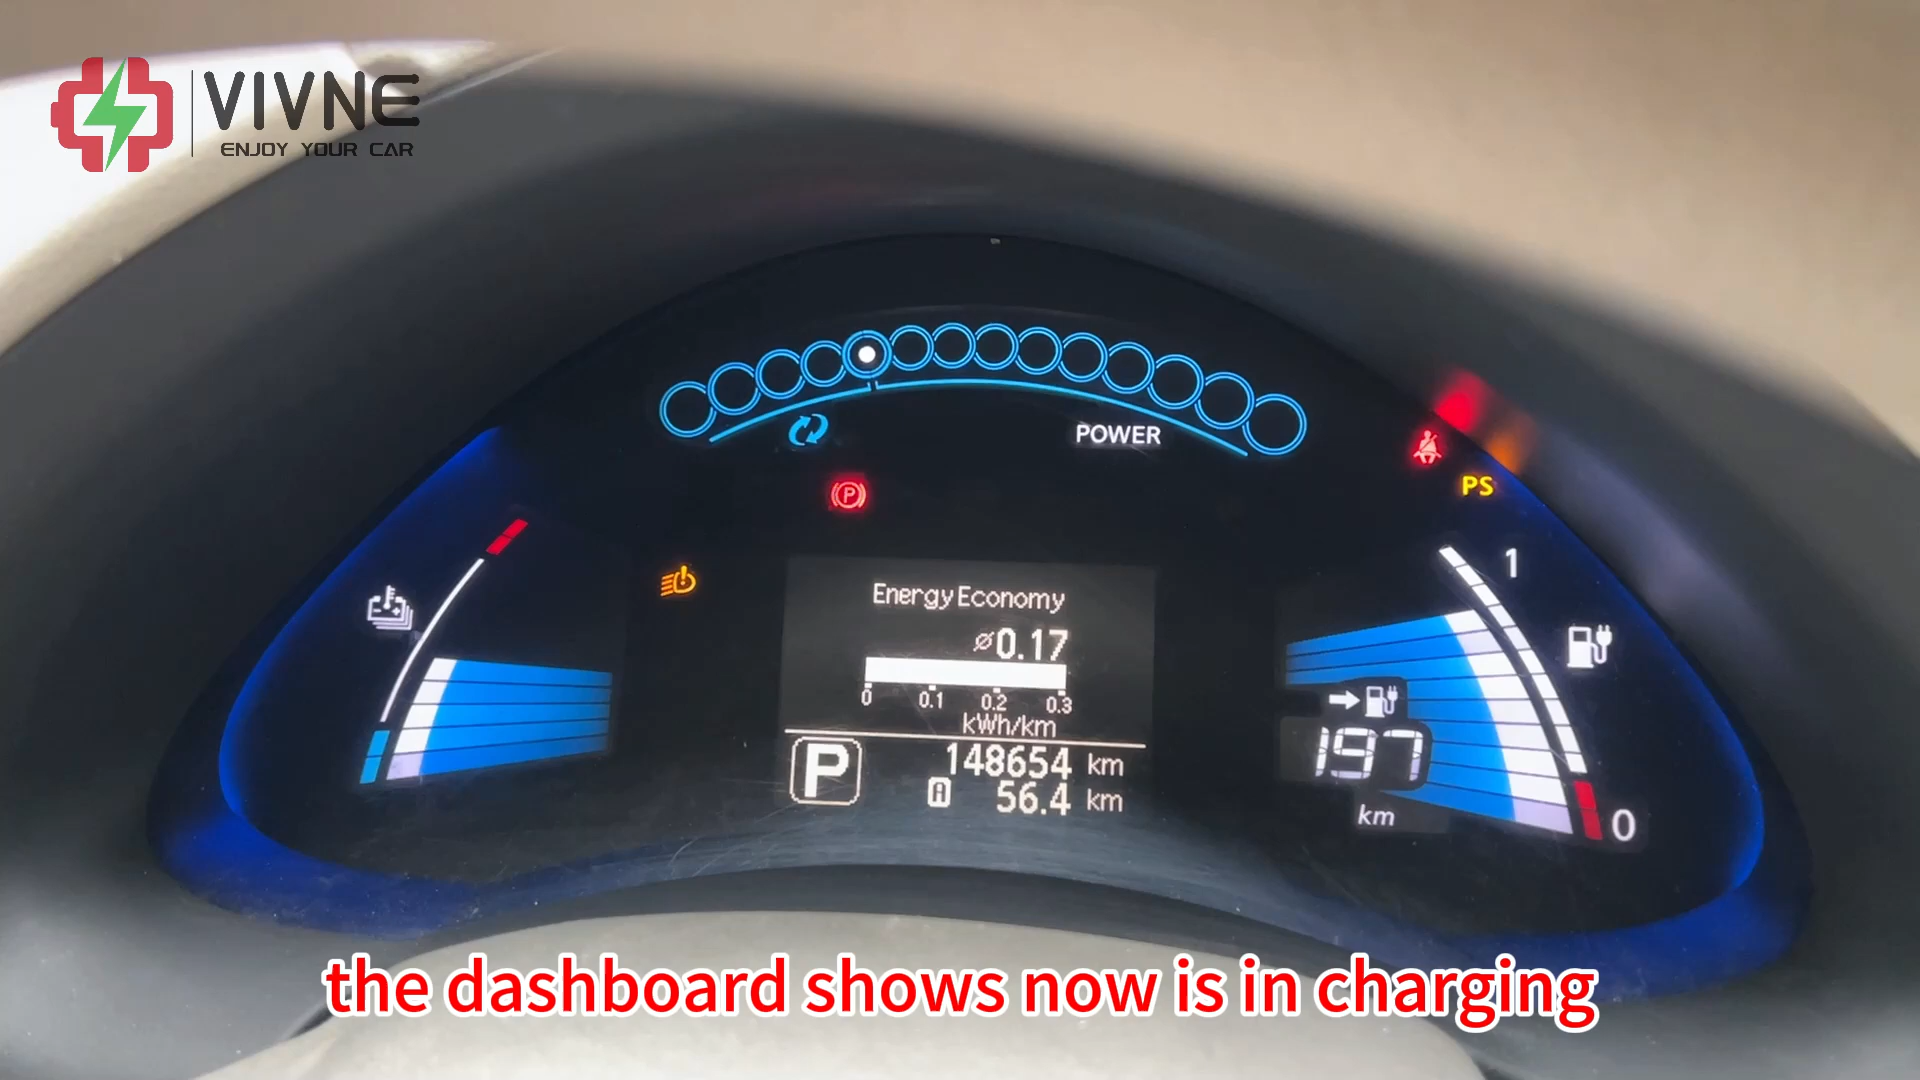 VIVNE
ENJOY YOUR CAR
POWER
PS
1
Energy Economy
⌀0.17
0 0.1 0.2 0.3
kWh/km
197
km
P
148654 km
A 56.4 km
0
the dashboard shows now is in charging